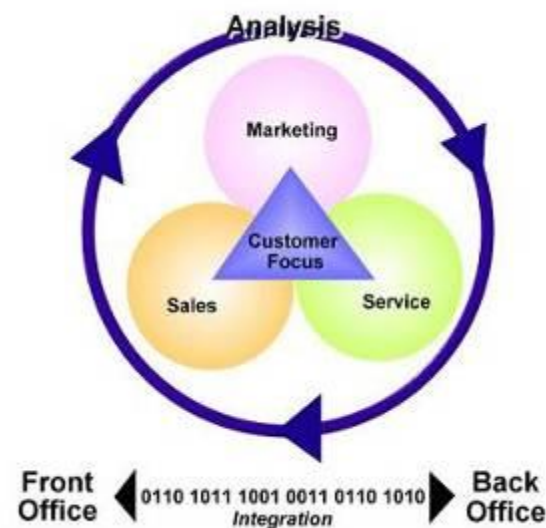 Analysis
Marketing
Customer
Focus
Sales
Service
Front
Office
0110 1011 1001 0011 0110 1010
Integration
Back
Office